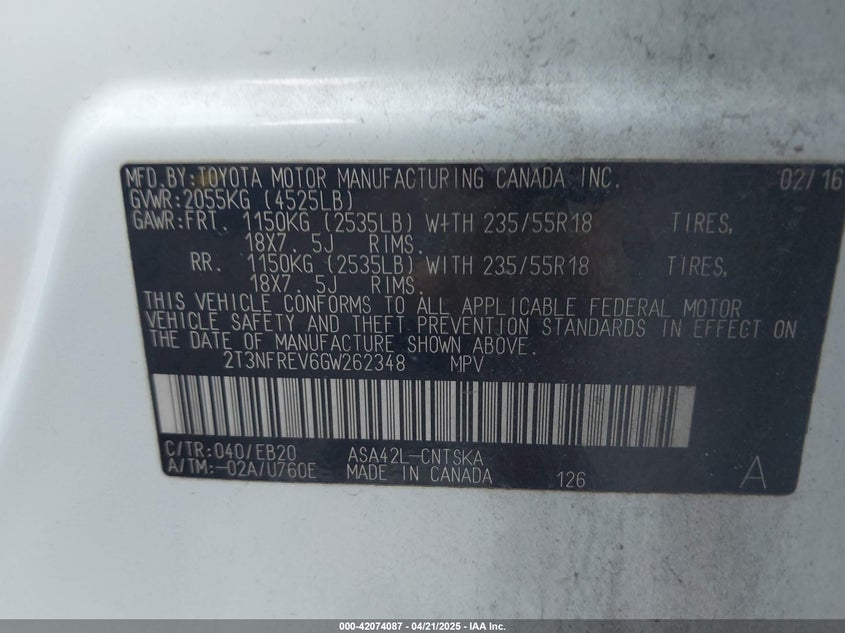 MFD.BY:TOYOTA MOTOR MANUFACTURING CANADA INC. 02/16
GVWR:2055KG (4525LB)
GAWR:FRT. 1150KG (2535LB) WITH 235/55R18 TIRES,
18X7.5J RIMS.
RR. 1150KG (2535LB) WITH 235/55R18 TIRES,
18X7.5J RIMS.
THIS VEHICLE CONFORMS TO ALL APPLICABLE FEDERAL MOTOR
VEHICLE SAFETY AND THEFT PREVENTION STANDARDS IN EFFECT ON
THE DATE OF MANUFACTURE SHOWN ABOVE.
2T3NFREV6GW262348 MPV
C/TR:040/EB20 ASA42L-CNTSKA
A/TM:-02A/U760E MADE IN CANADA 126 A
000-42074087 - 04/21/2025 - IAA Inc.